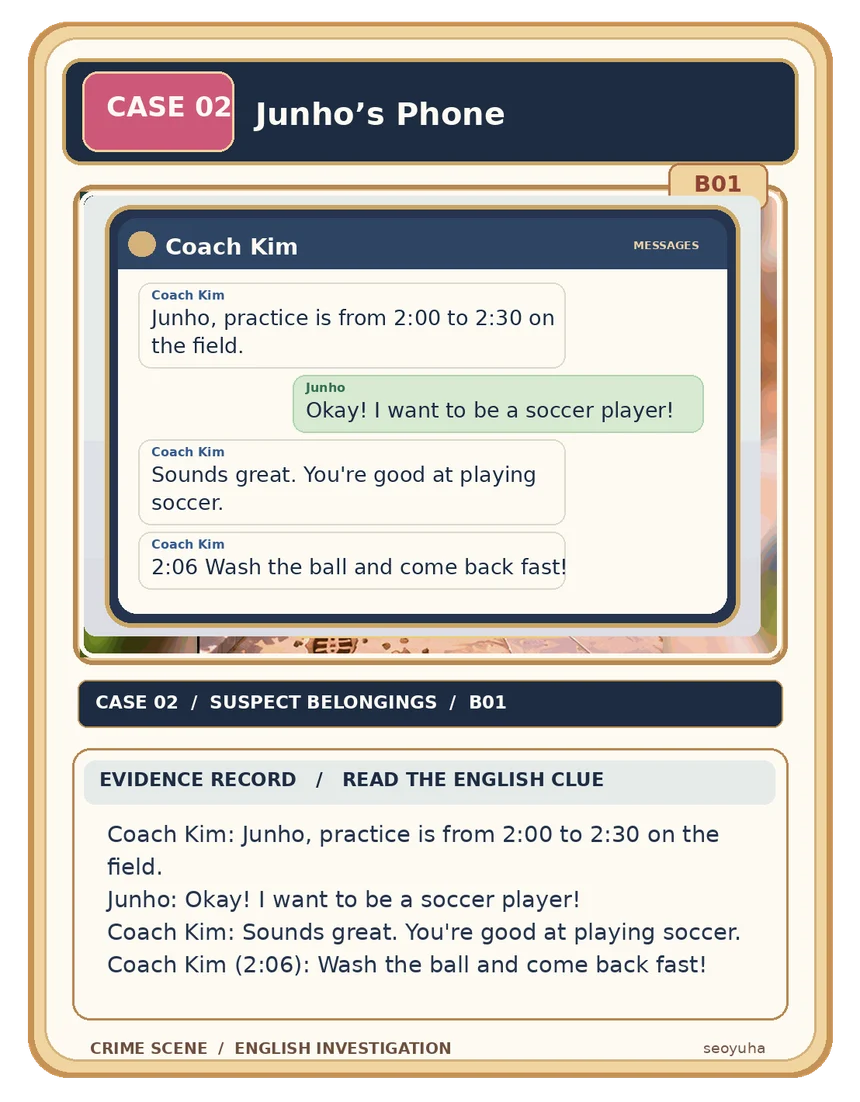 CASE 02
Junho’s Phone
B01
Coach Kim
MESSAGES
Coach Kim
Junho, practice is from 2:00 to 2:30 on
the field.
Junho
Okay! I want to be a soccer player!
Coach Kim
Sounds great. You're good at playing
soccer.
Coach Kim
2:06 Wash the ball and come back fast!
CASE 02 / SUSPECT BELONGINGS / B01
EVIDENCE RECORD / READ THE ENGLISH CLUE
Coach Kim: Junho, practice is from 2:00 to 2:30 on the
field.
Junho: Okay! I want to be a soccer player!
Coach Kim: Sounds great. You're good at playing soccer.
Coach Kim (2:06): Wash the ball and come back fast!
CRIME SCENE / ENGLISH INVESTIGATION
seoyuha